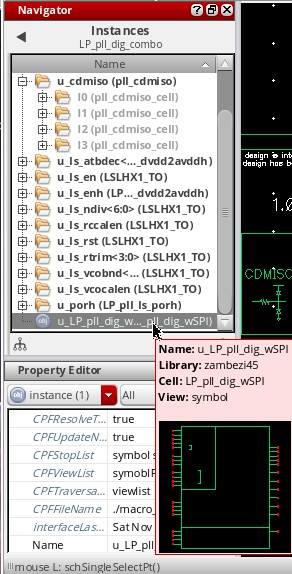 Navigator
Instances
LP_pll_dig_combo
Name
u_cdmiso (pll_cdmiso)
I0 (pll_cdmiso_cell)
I1 (pll_cdmiso_cell)
I2 (pll_cdmiso_cell)
I3 (pll_cdmiso_cell)
u_ls_atbdec<..._dvdd2avddh)
u_ls_en (LSLHX1_TO)
u_ls_enh (LP..._dvdd2avddh)
u_ls_ndiv<6:0> (LSLHX1_TO)
u_ls_rccalen (LSLHX1_TO)
u_ls_rst (LSLHX1_TO)
u_ls_rtrim<3:0> (LSLHX1_TO)
u_ls_vcobnd<... (LSLHX1_TO)
u_ls_vcocalen (LSLHX1_TO)
u_porh (LP_pll_ls_porh)
u_LP_pll_dig_w..._pll_dig_wSPI)
Name: u_LP_pll_dig_wSPI
Library: zambezi45
Cell: LP_pll_dig_wSPI
View: symbol
Property Editor
instance (1)
All
CPFResolveT... true
CPFUpdateN... true
CPFStopList symbol s
CPFViewList symoblF
CPFTraversa... viewlist
CPFFileName ./macro_
interfaceLas... Sat Nov
Name u_LP_pll
mouse L: schSingleSelectPt()
design is
design has b
1.0
CDMISO